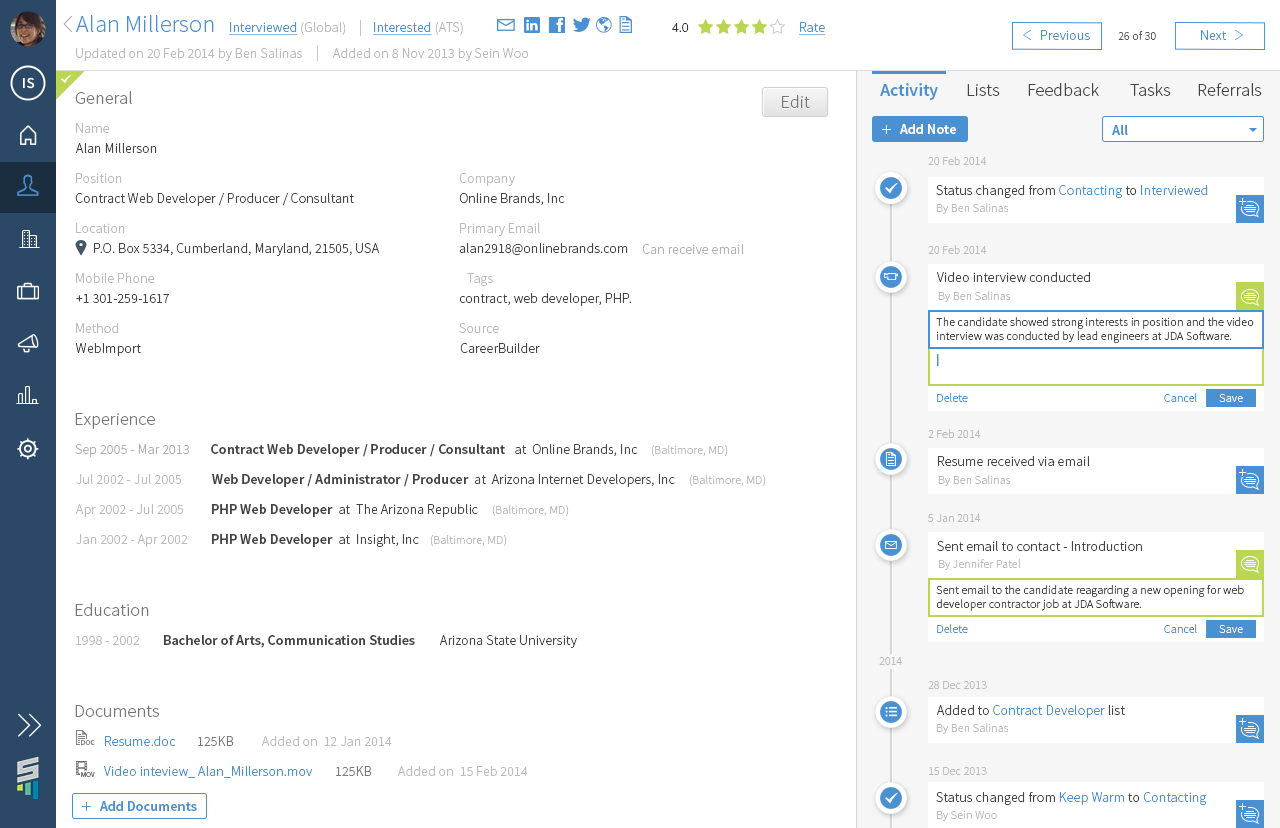 Alan Millerson Interviewed (Global) Interested (ATS) 4.0 Rate
Updated on 20 Feb 2014 by Ben Salinas Added on 8 Nov 2013 by Sein Woo
Previous 26 of 30 Next
IS
General
Edit
Name
Alan Millerson
Position
Contract Web Developer / Producer / Consultant
Company
Online Brands, Inc
Location
P.O. Box 5334, Cumberland, Maryland, 21505, USA
Primary Email
alan2918@onlinebrands.com Can receive email
Mobile Phone
+1 301-259-1617
Tags
contract, web developer, PHP.
Method
WebImport
Source
CareerBuilder
Experience
Sep 2005 - Mar 2013 Contract Web Developer / Producer / Consultant at Online Brands, Inc (Baltimore, MD)
Jul 2002 - Jul 2005 Web Developer / Administrator / Producer at Arizona Internet Developers, Inc (Baltimore, MD)
Apr 2002 - Jul 2005 PHP Web Developer at The Arizona Republic (Baltimore, MD)
Jan 2002 - Apr 2002 PHP Web Developer at Insight, Inc (Baltimore, MD)
Education
1998 - 2002 Bachelor of Arts, Communication Studies Arizona State University
Documents
DOC Resume.doc 125KB Added on 12 Jan 2014
MOV Video inteview_ Alan_Millerson.mov 125KB Added on 15 Feb 2014
+ Add Documents
Activity Lists Feedback Tasks Referrals
+ Add Note All
20 Feb 2014
Status changed from Contacting to Interviewed
By Ben Salinas
20 Feb 2014
Video interview conducted
By Ben Salinas
The candidate showed strong interests in position and the video
interview was conducted by lead engineers at JDA Software.
Delete Cancel Save
2 Feb 2014
Resume received via email
By Ben Salinas
5 Jan 2014
Sent email to contact - Introduction
By Jennifer Patel
Sent email to the candidate reagarding a new opening for web
developer contractor job at JDA Software.
Delete Cancel Save
2014
28 Dec 2013
Added to Contract Developer list
By Ben Salinas
15 Dec 2013
Status changed from Keep Warm to Contacting
By Sein Woo